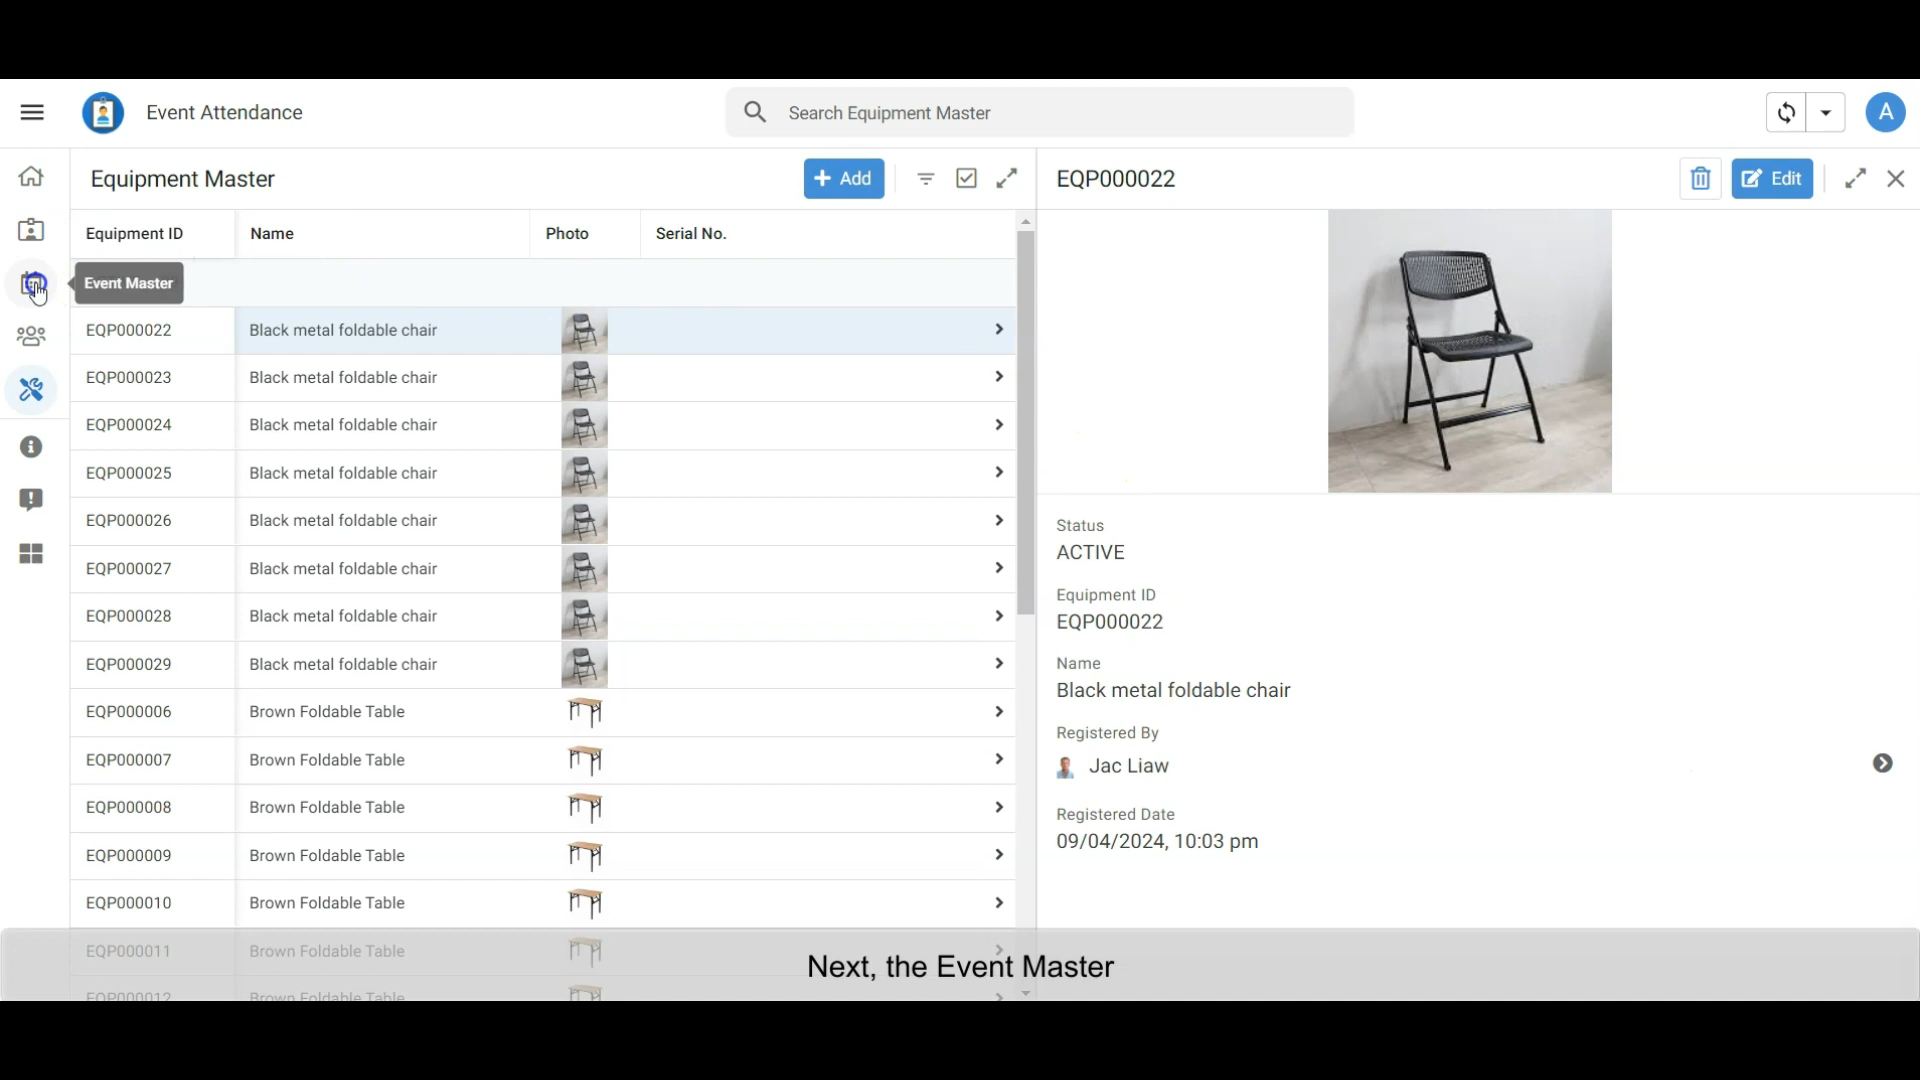 Event Attendance
Search Equipment Master
A
Equipment Master
Add
EQP000022
Edit
Equipment ID
Name
Photo
Serial No.
Event Master
EQP000022
Black metal foldable chair
EQP000023
Black metal foldable chair
EQP000024
Black metal foldable chair
EQP000025
Black metal foldable chair
EQP000026
Black metal foldable chair
EQP000027
Black metal foldable chair
EQP000028
Black metal foldable chair
EQP000029
Black metal foldable chair
EQP000006
Brown Foldable Table
EQP000007
Brown Foldable Table
EQP000008
Brown Foldable Table
EQP000009
Brown Foldable Table
EQP000010
Brown Foldable Table
EQP000011
Brown Foldable Table
EQP000012
Brown Foldable Table
Status
ACTIVE
Equipment ID
EQP000022
Name
Black metal foldable chair
Registered By
Jac Liaw
Registered Date
09/04/2024, 10:03 pm
Next, the Event Master